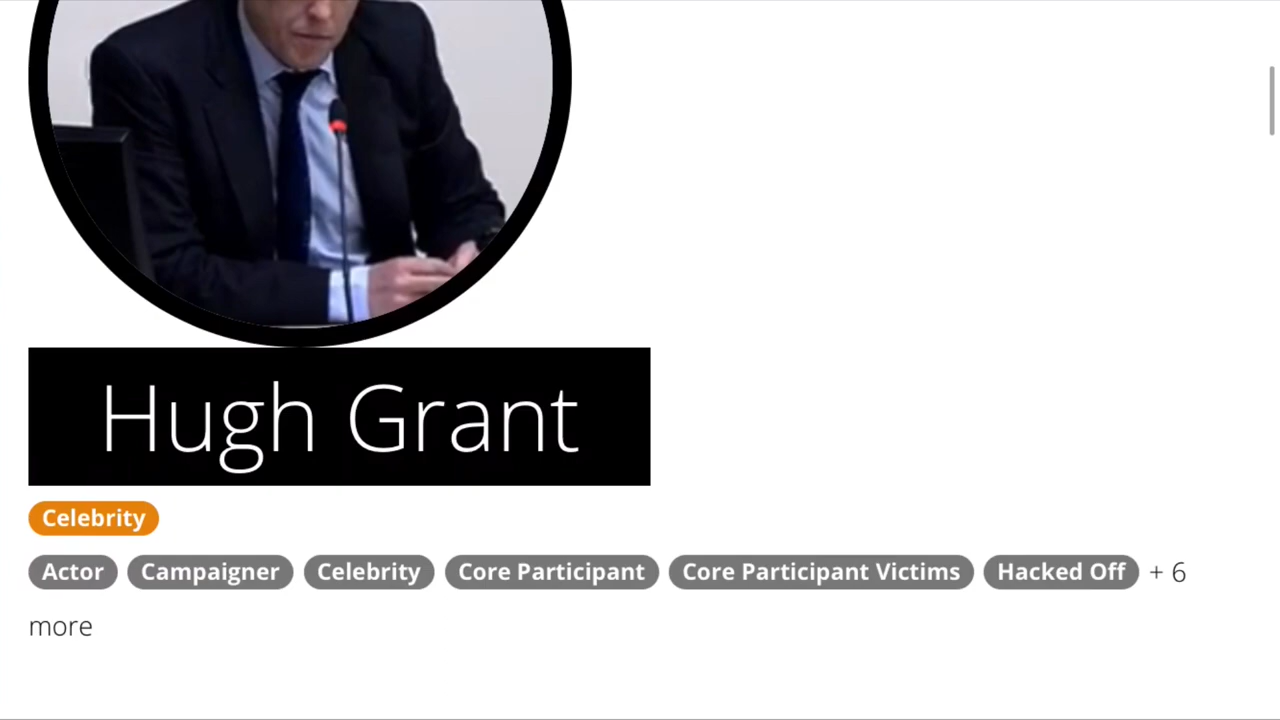 Hugh Grant
Celebrity
Actor Campaigner Celebrity Core Participant Core Participant Victims Hacked Off + 6
more